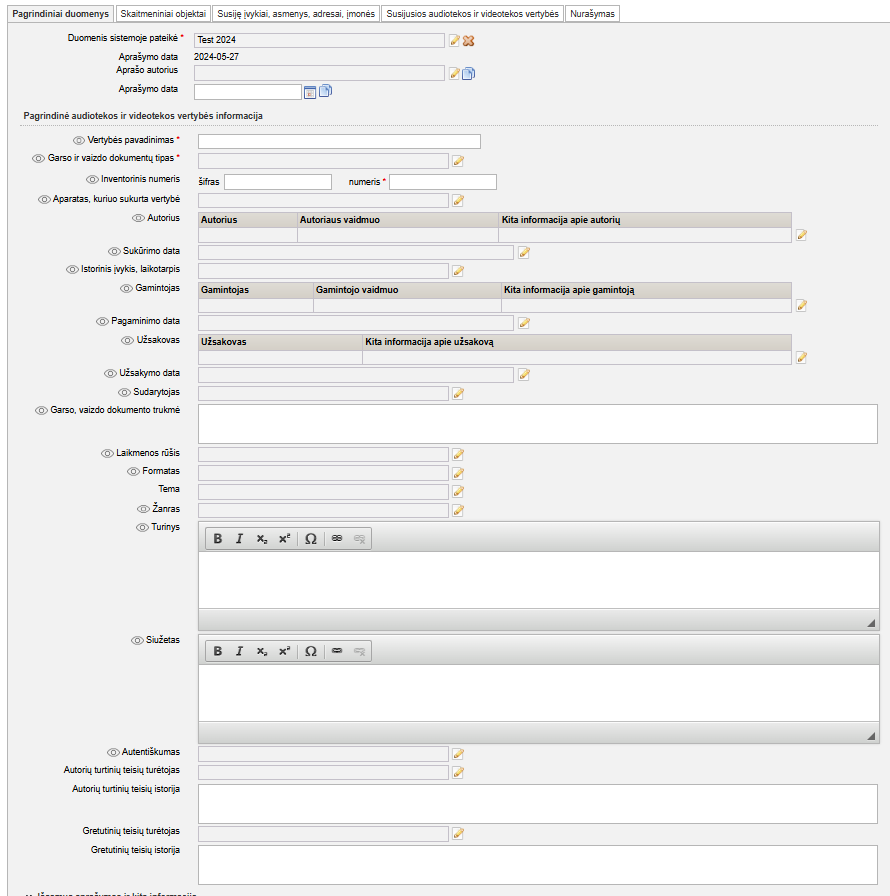 Pagrindiniai duomenys Skaitmeniniai objektai Susiję įvykiai, asmenys, adresai, įmonės Susijusios audiotekos ir videotekos vertybės Nurašymas
Duomenis sistemoje pateikė * Test 2024
Aprašymo data 2024-05-27
Aprašo autorius
Aprašymo data
Pagrindinė audiotekos ir videotekos vertybės informacija
Vertybės pavadinimas *
Garso ir vaizdo dokumentų tipas *
Inventorinis numeris šifras numeris *
Aparatas, kuriuo sukurta vertybė
Autorius Autorius Autoriaus vaidmuo Kita informacija apie autorių
Sukūrimo data
Istorinis įvykis, laikotarpis
Gamintojas Gamintojas Gamintojo vaidmuo Kita informacija apie gamintoją
Pagaminimo data
Užsakovas Užsakovas Kita informacija apie užsakovą
Užsakymo data
Sudarytojas
Garso, vaizdo dokumento trukmė
Laikmenos rūšis
Formatas
Tema
Žanras
Turinys B I x₂ x² Ω
Siužetas B I x₂ x² Ω
Autentiškumas
Autorių turtinių teisių turėtojas
Autorių turtinių teisių istorija
Gretutinių teisių turėtojas
Gretutinių teisių istorija